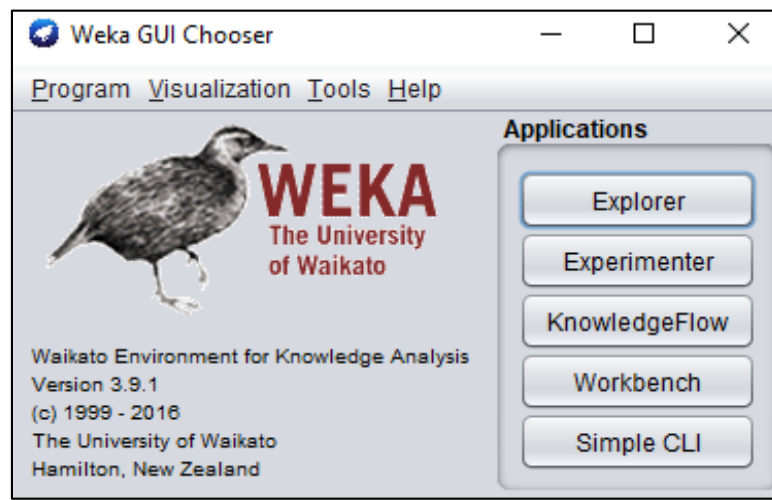 Weka GUI Chooser
Program Visualization Tools Help
WEKA
The University
of Waikato
Waikato Environment for Knowledge Analysis
Version 3.9.1
(c) 1999 - 2016
The University of Waikato
Hamilton, New Zealand
Applications
Explorer
Experimenter
KnowledgeFlow
Workbench
Simple CLI